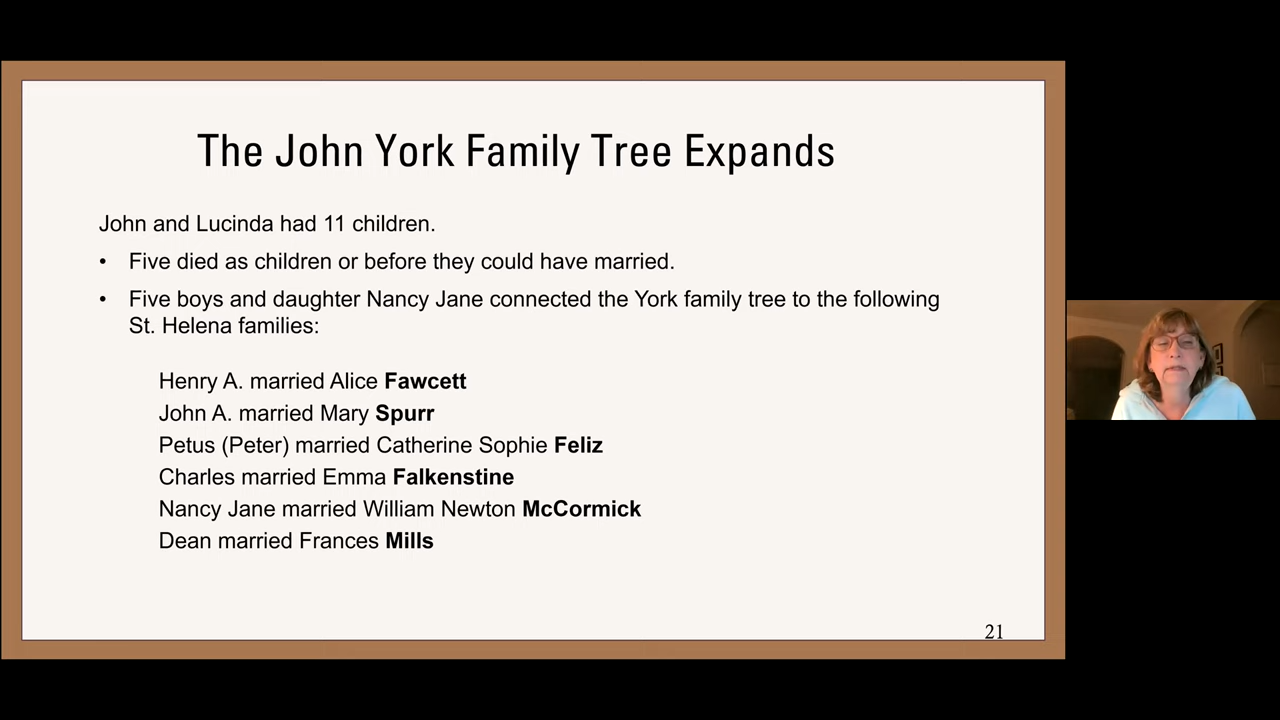 The John York Family Tree Expands
John and Lucinda had 11 children.
• Five died as children or before they could have married.
• Five boys and daughter Nancy Jane connected the York family tree to the following
St. Helena families:
Henry A. married Alice Fawcett
John A. married Mary Spurr
Petus (Peter) married Catherine Sophie Feliz
Charles married Emma Falkenstine
Nancy Jane married William Newton McCormick
Dean married Frances Mills
21